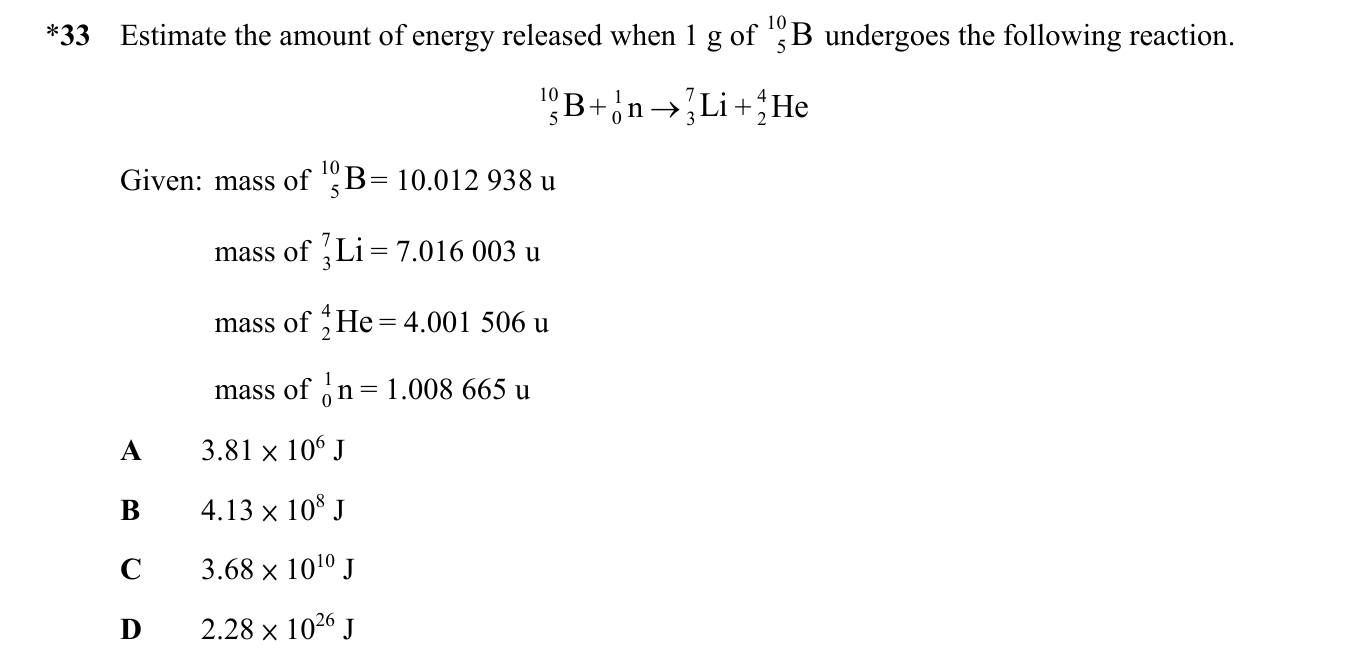 *33 Estimate the amount of energy released when 1 g of ¹⁰₅B undergoes the following reaction.
¹⁰₅B + ¹₀n → ⁷₃Li + ⁴₂He
Given: mass of ¹⁰₅B = 10.012 938 u
mass of ⁷₃Li = 7.016 003 u
mass of ⁴₂He = 4.001 506 u
mass of ¹₀n = 1.008 665 u
A 3.81 × 10⁶ J
B 4.13 × 10⁸ J
C 3.68 × 10¹⁰ J
D 2.28 × 10²⁶ J